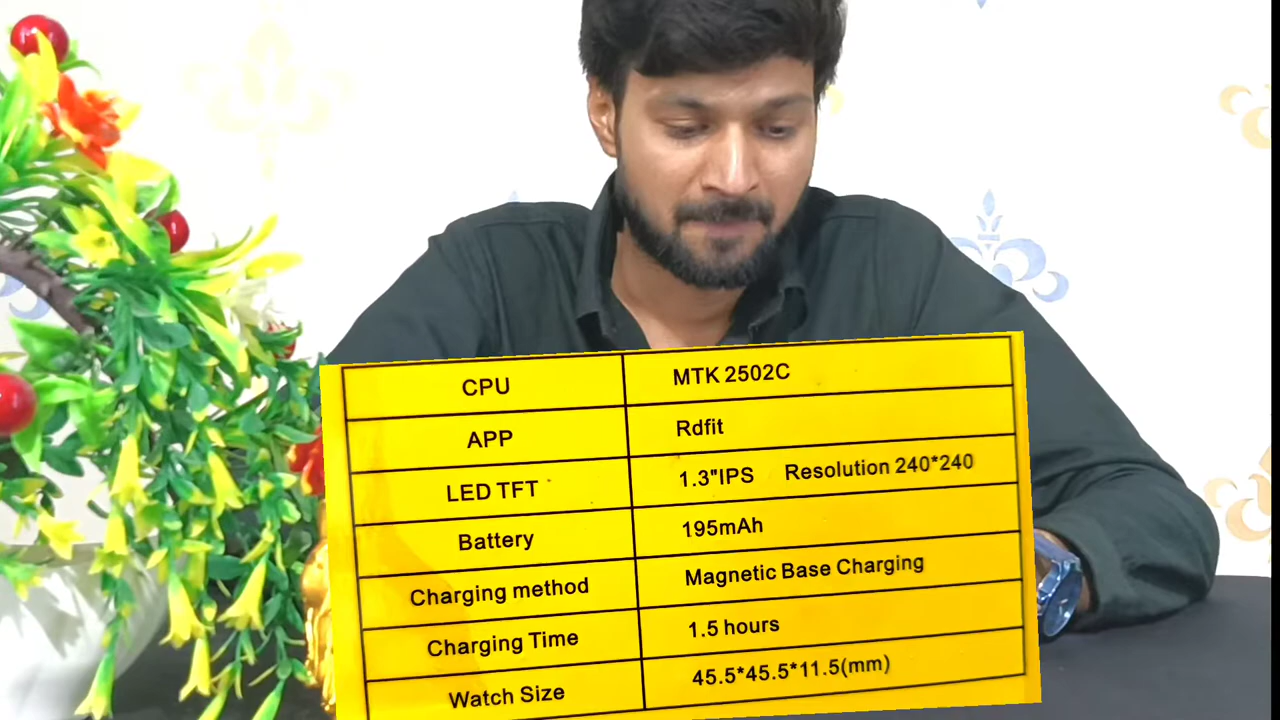 CPU MTK 2502C
APP Rdfit
LED TFT 1.3"IPS Resolution 240*240
Battery 195mAh
Charging method Magnetic Base Charging
Charging Time 1.5 hours
Watch Size 45.5*45.5*11.5(mm)